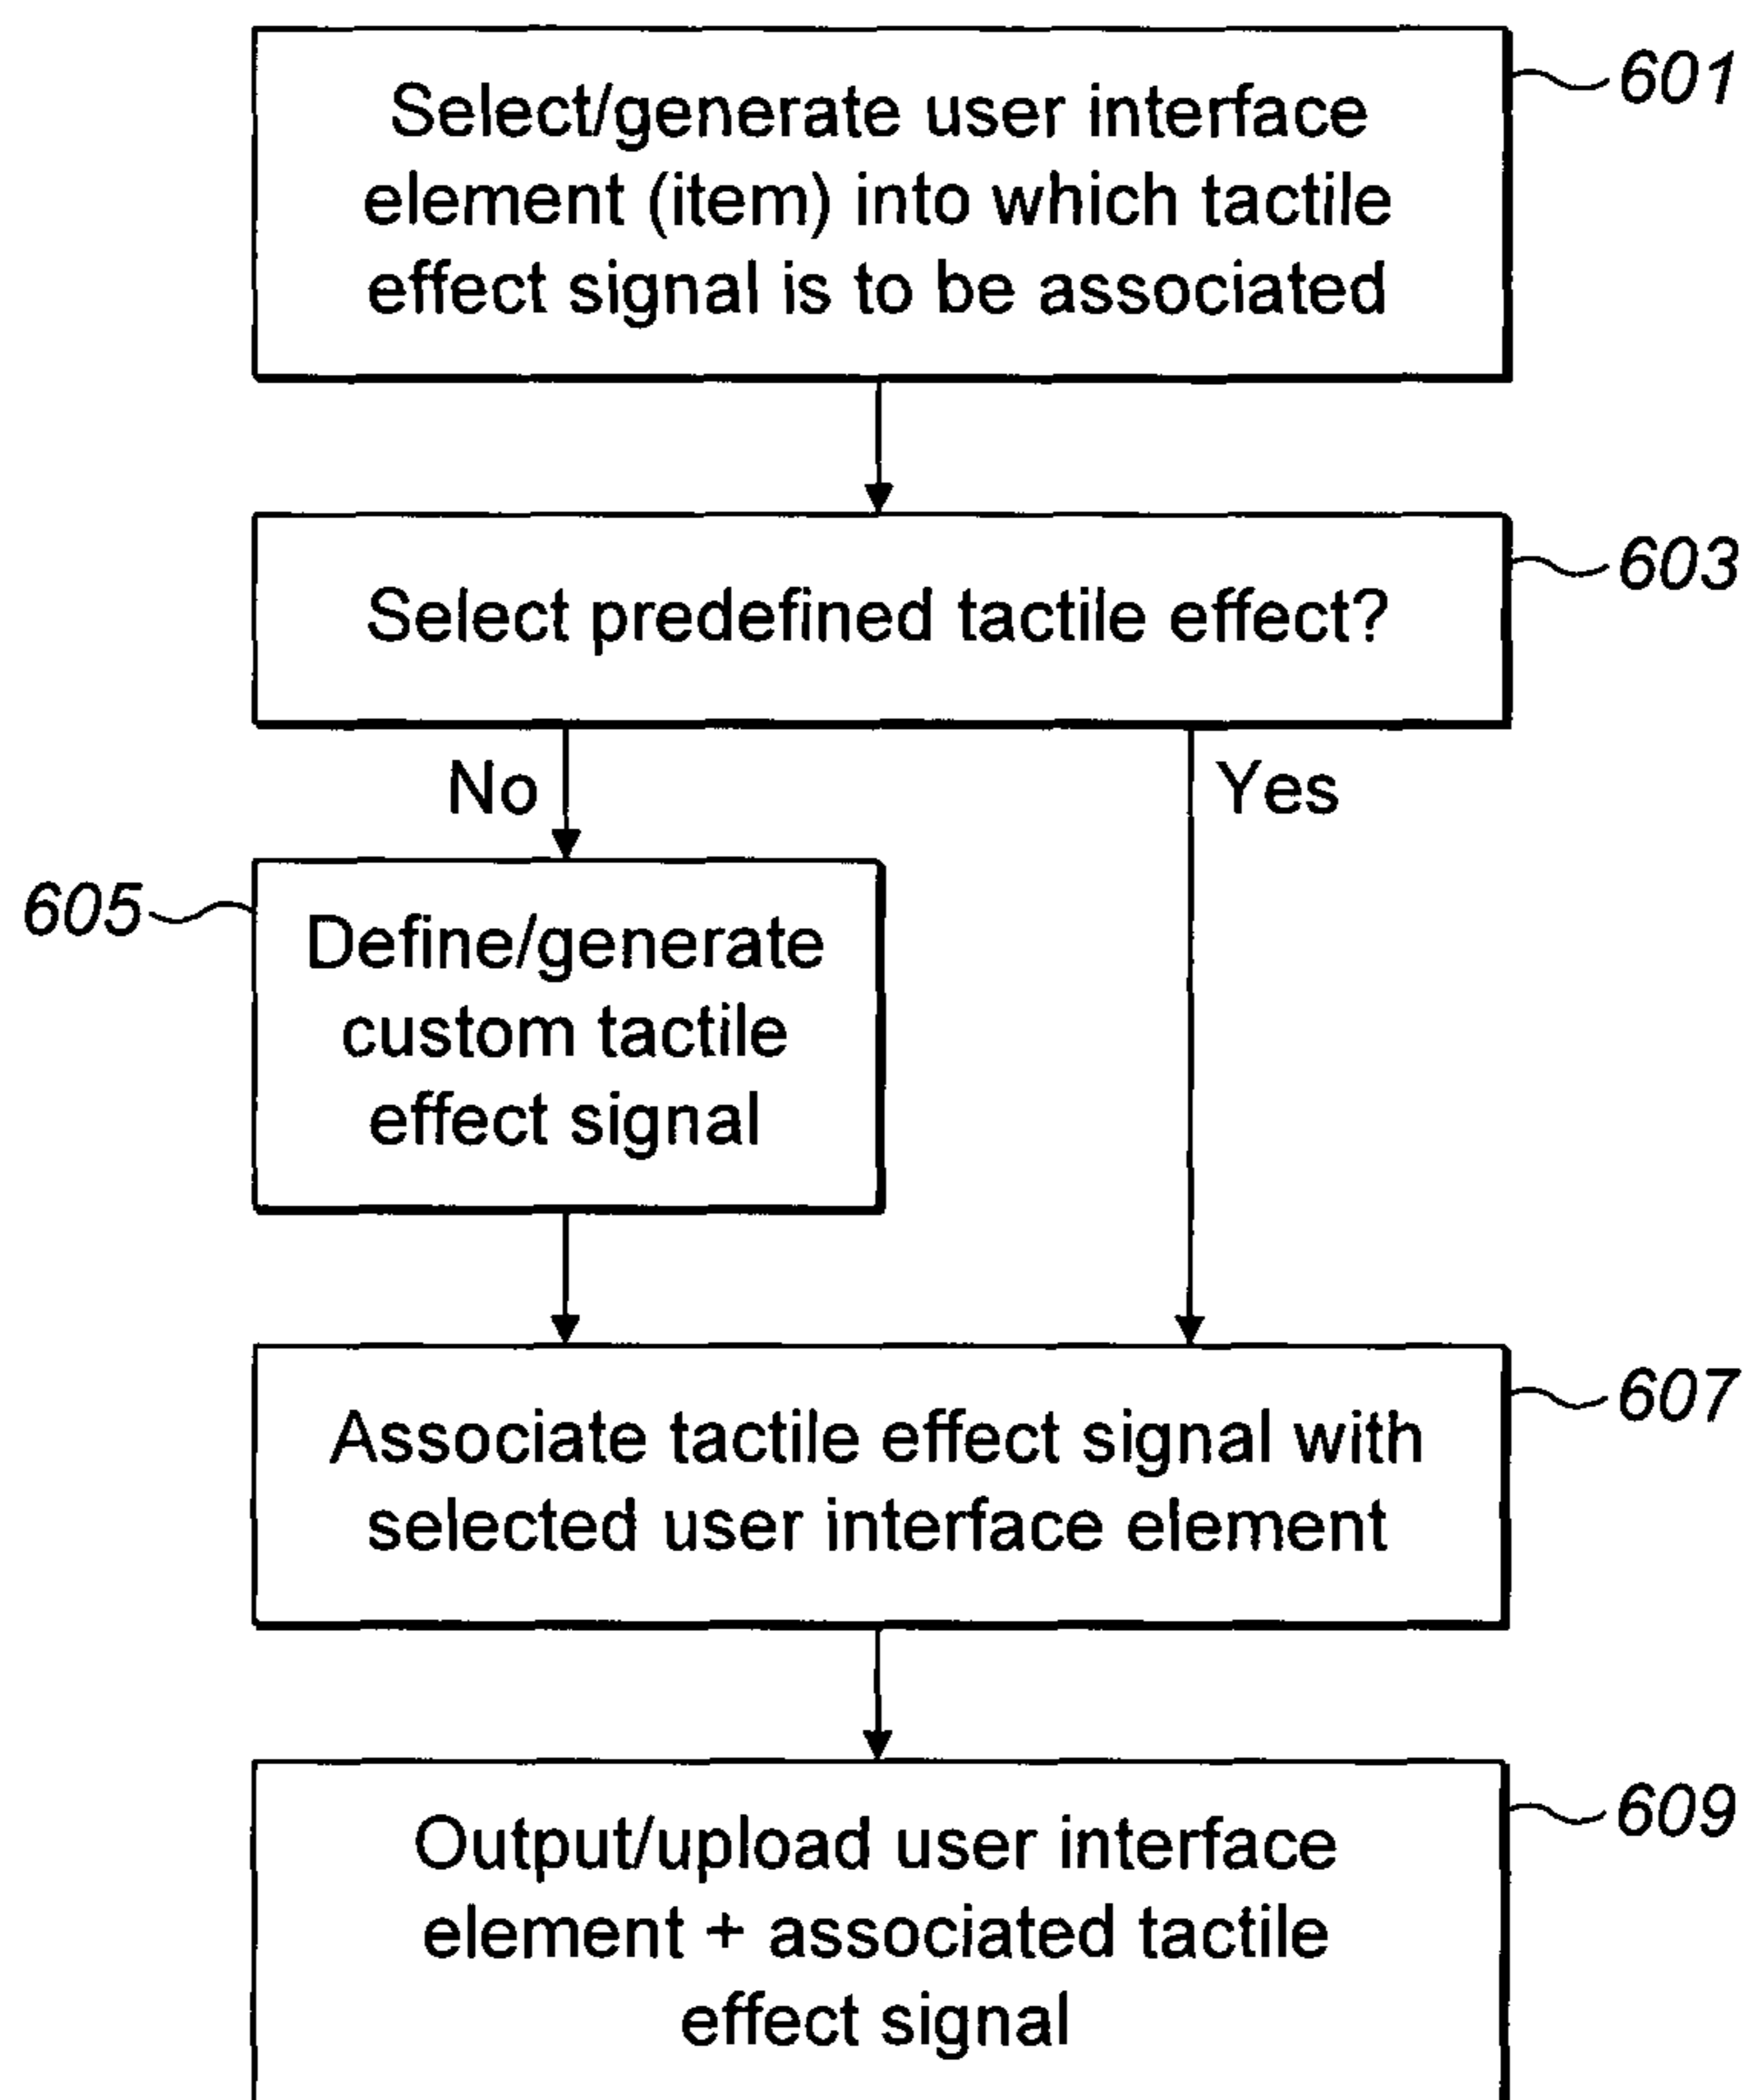 Select/generate user interface
element (item) into which tactile
effect signal is to be associated
601
Select predefined tactile effect?
603
No
Yes
605
Define/generate
custom tactile
effect signal
Associate tactile effect signal with
selected user interface element
607
Output/upload user interface
element + associated tactile
effect signal
609